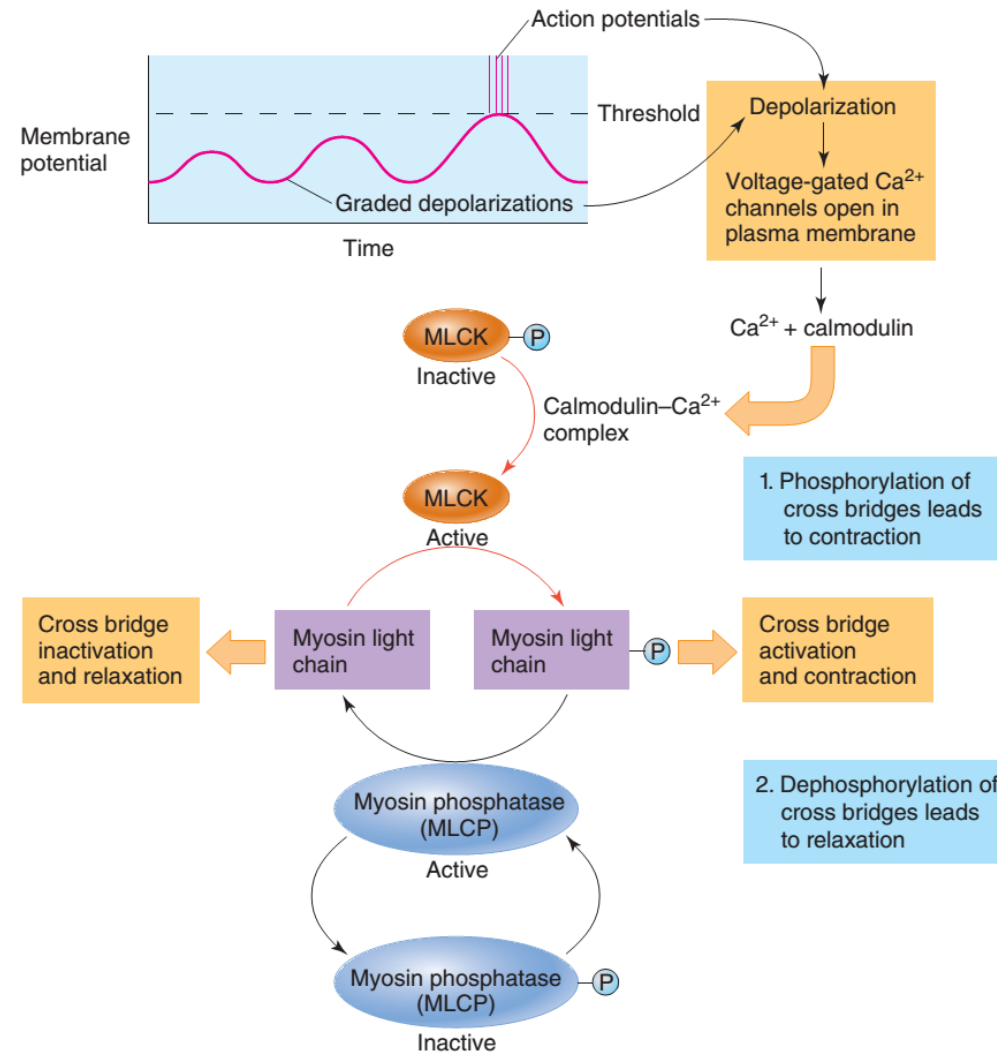 Action potentials
Membrane
potential
Threshold
Graded depolarizations
Time
Depolarization
Voltage-gated Ca²⁺
channels open in
plasma membrane
Ca²⁺ + calmodulin
MLCK
P
Inactive
Calmodulin–Ca²⁺
complex
MLCK
Active
1. Phosphorylation of
cross bridges leads
to contraction
Cross bridge
inactivation
and relaxation
Myosin light
chain
Myosin light
chain
P
Cross bridge
activation
and contraction
Myosin phosphatase
(MLCP)
Active
2. Dephosphorylation of
cross bridges leads
to relaxation
Myosin phosphatase
(MLCP)
P
Inactive